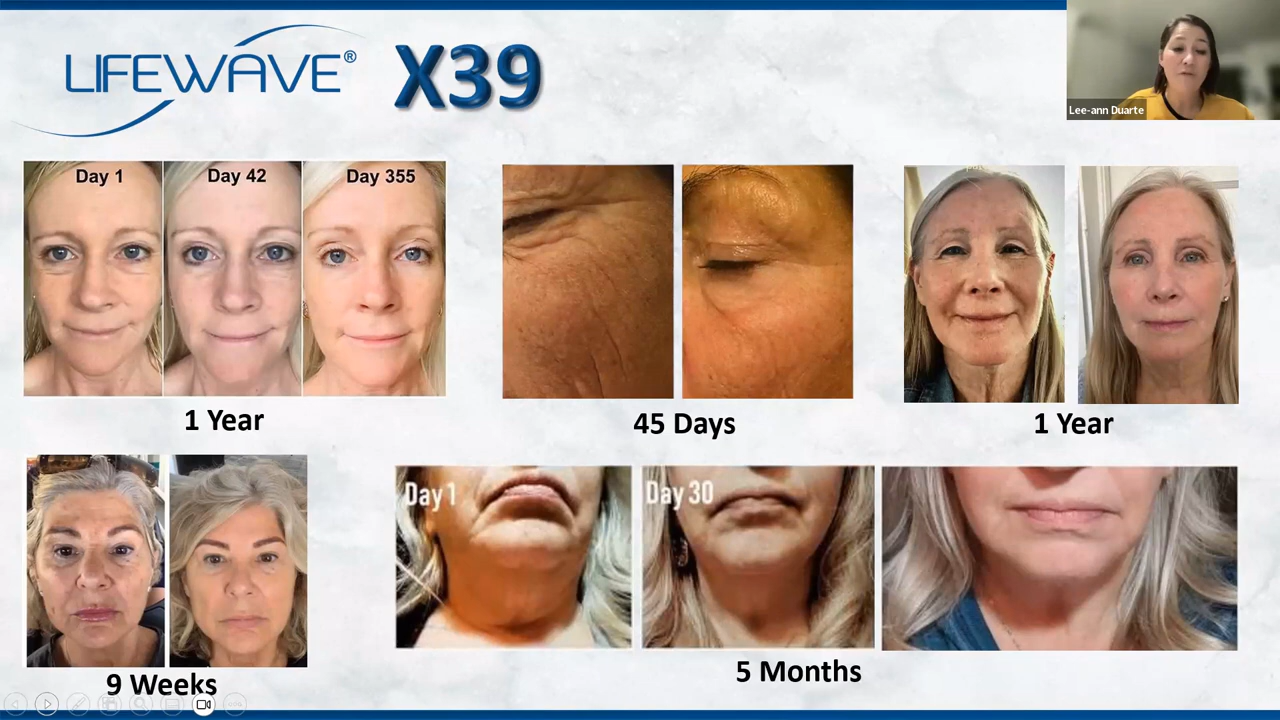 LIFEWAVE® X39
Lee-ann Duarte
Day 1
Day 42
Day 355
1 Year
45 Days
1 Year
Day 1
Day 30
9 Weeks
5 Months